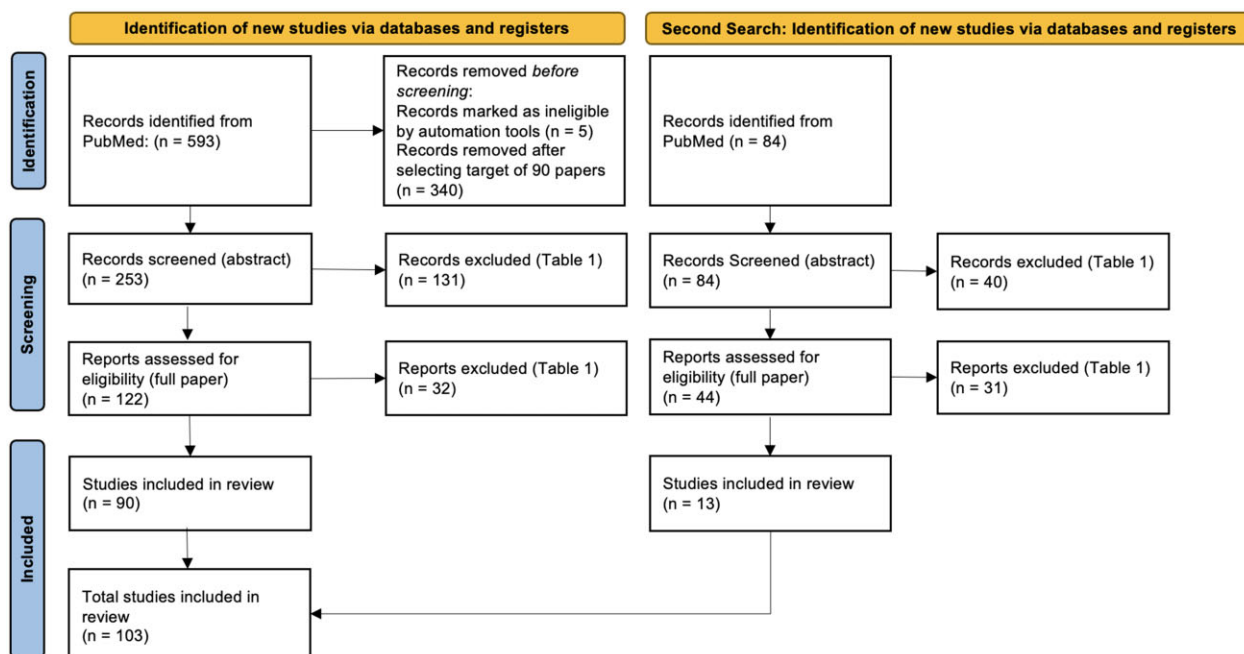 Identification of new studies via databases and registers
Second Search: Identification of new studies via databases and registers
Identification
Records identified from
PubMed: (n = 593)
Records removed before
screening:
Records marked as ineligible
by automation tools (n = 5)
Records removed after
selecting target of 90 papers
(n = 340)
Records identified from
PubMed (n = 84)
Screening
Records screened (abstract)
(n = 253)
Records excluded (Table 1)
(n = 131)
Records Screened (abstract)
(n = 84)
Records excluded (Table 1)
(n = 40)
Reports assessed for
eligibility (full paper)
(n = 122)
Reports excluded (Table 1)
(n = 32)
Reports assessed for
eligibility (full paper)
(n = 44)
Reports excluded (Table 1)
(n = 31)
Included
Studies included in review
(n = 90)
Studies included in review
(n = 13)
Total studies included in
review
(n = 103)